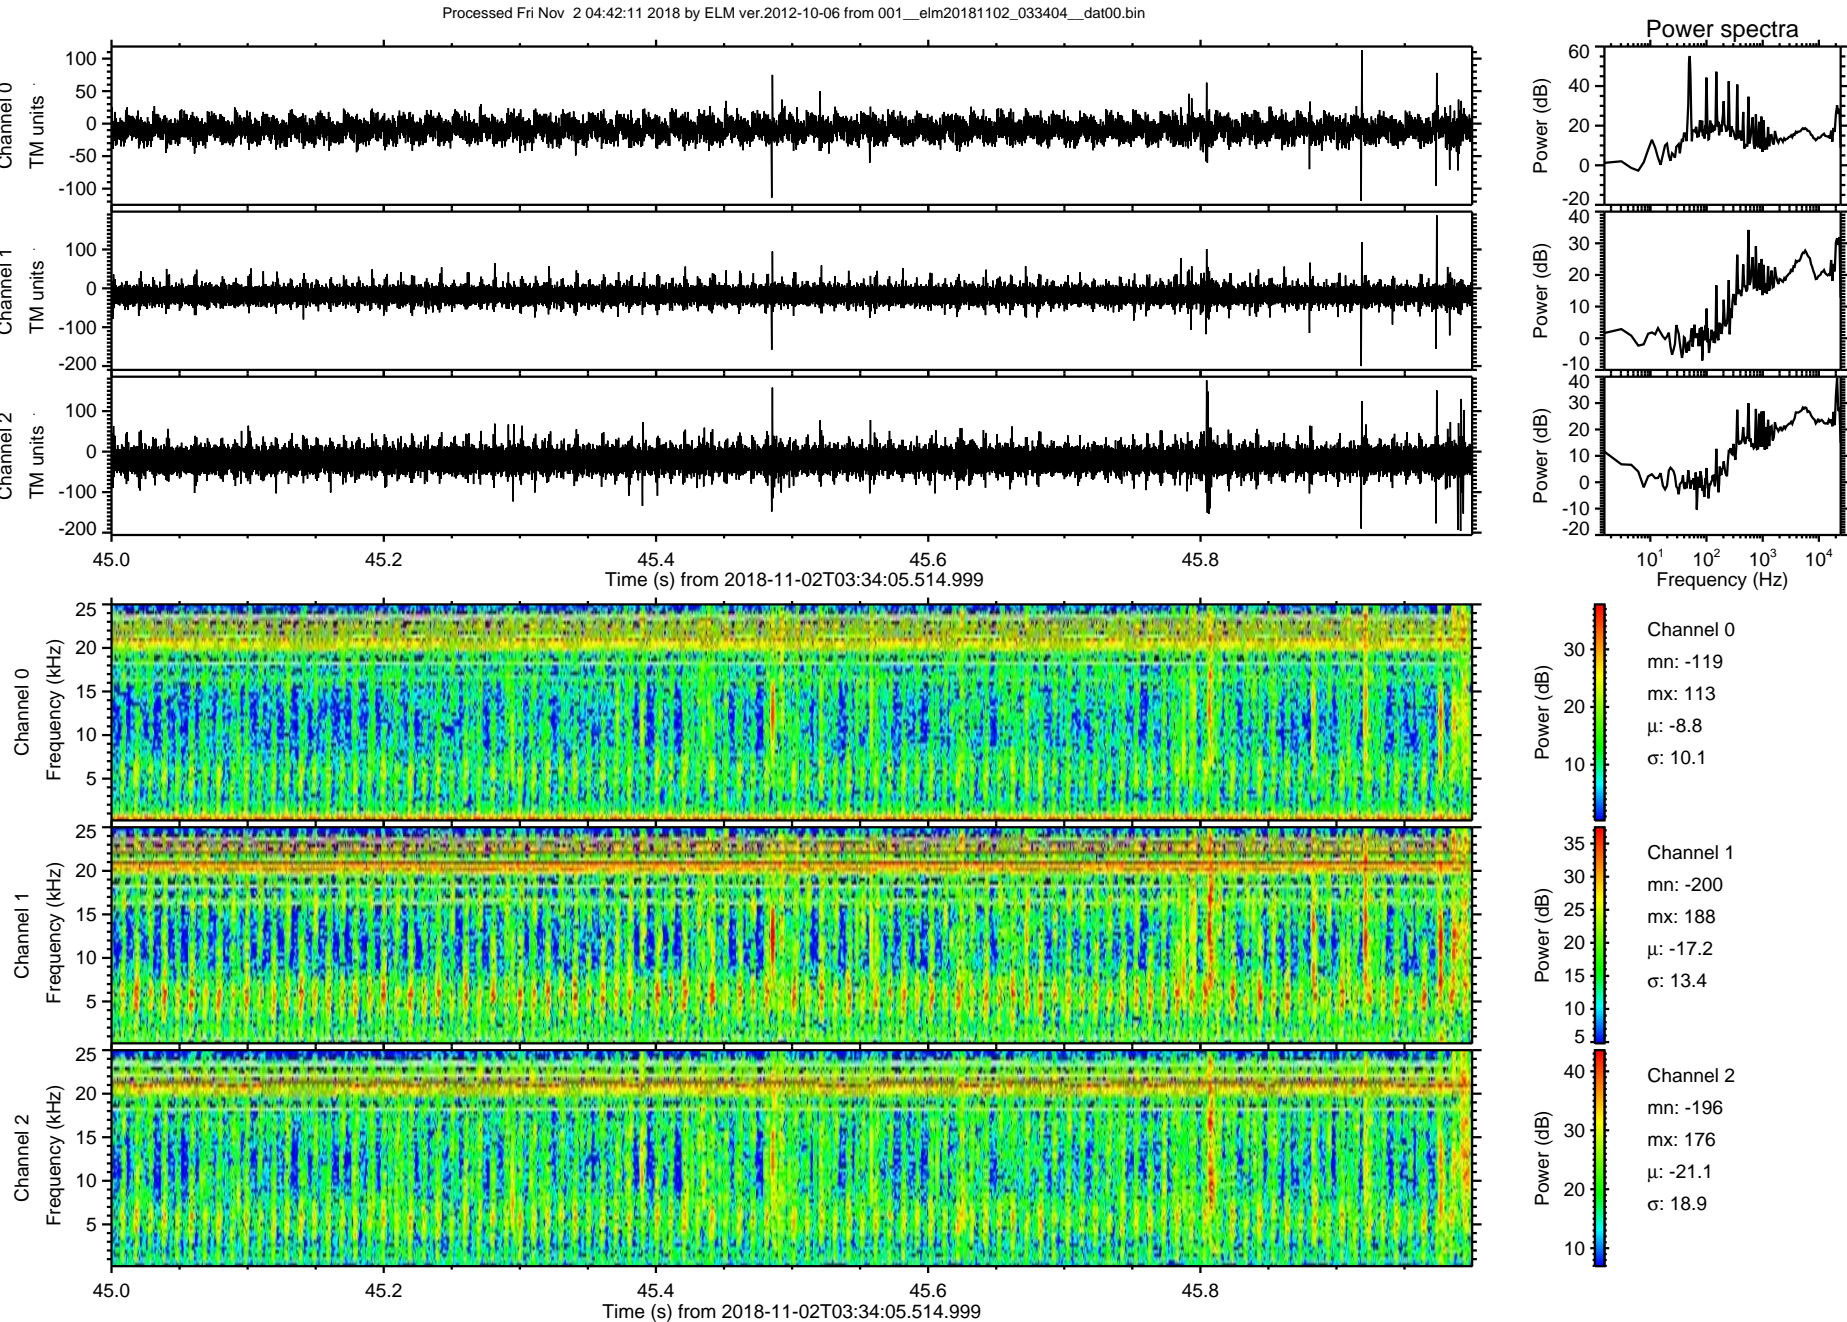 Processed Fri Nov  2 04:42:11 2018 by ELM ver.2012-10-06 from 001__elm20181102_033404__dat00.bin
Power spectra
Channel 0
TM units
100
50
0
-50
-100
Power (dB)
60
40
20
0
-20
Channel 1
TM units
100
0
-100
-200
Power (dB)
40
30
20
10
0
-10
Channel 2
TM units
100
0
-100
-200
Power (dB)
40
30
20
10
0
-10
-20
45.0 45.2 45.4 45.6 45.8
Time (s) from 2018-11-02T03:34:05.514.999
10¹ 10² 10³ 10⁴
Frequency (Hz)
Channel 0
Frequency (kHz)
25
20
15
10
5
Power (dB)
30
20
10
Channel 0
mn: -119
mx: 113
μ: -8.8
σ: 10.1
Channel 1
Frequency (kHz)
25
20
15
10
5
Power (dB)
35
30
25
20
15
10
5
Channel 1
mn: -200
mx: 188
μ: -17.2
σ: 13.4
Channel 2
Frequency (kHz)
25
20
15
10
5
Power (dB)
40
30
20
10
Channel 2
mn: -196
mx: 176
μ: -21.1
σ: 18.9
45.0 45.2 45.4 45.6 45.8
Time (s) from 2018-11-02T03:34:05.514.999